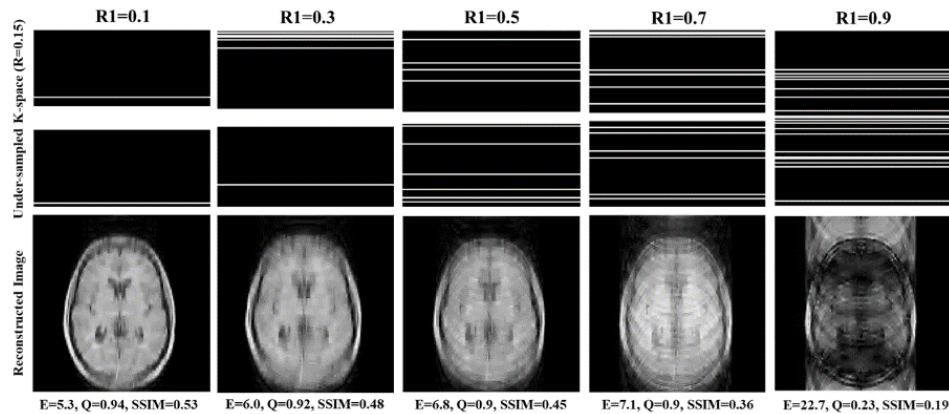 R1=0.1 R1=0.3 R1=0.5 R1=0.7 R1=0.9
Under-sampled K-space (R=0.15)
Reconstructed Image
E=5.3, Q=0.94, SSIM=0.53 E=6.0, Q=0.92, SSIM=0.48 E=6.8, Q=0.9, SSIM=0.45 E=7.1, Q=0.9, SSIM=0.36 E=22.7, Q=0.23, SSIM=0.19